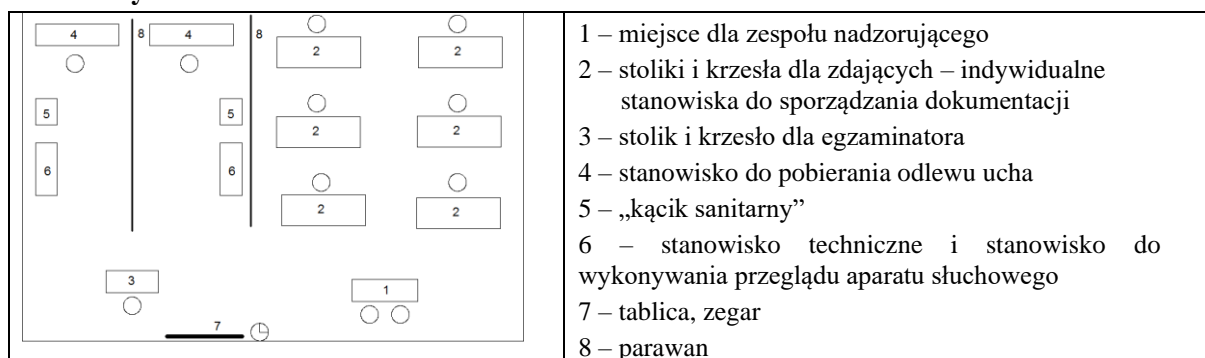 4
8
4
8
2
2
5
5
2
2
6
6
2
2
3
1
7
1 – miejsce dla zespołu nadzorującego
2 – stoliki i krzesła dla zdających – indywidualne
stanowiska do sporządzania dokumentacji
3 – stolik i krzesło dla egzaminatora
4 – stanowisko do pobierania odlewu ucha
5 – „kącik sanitarny”
6 – stanowisko techniczne i stanowisko do
wykonywania przeglądu aparatu słuchowego
7 – tablica, zegar
8 – parawan